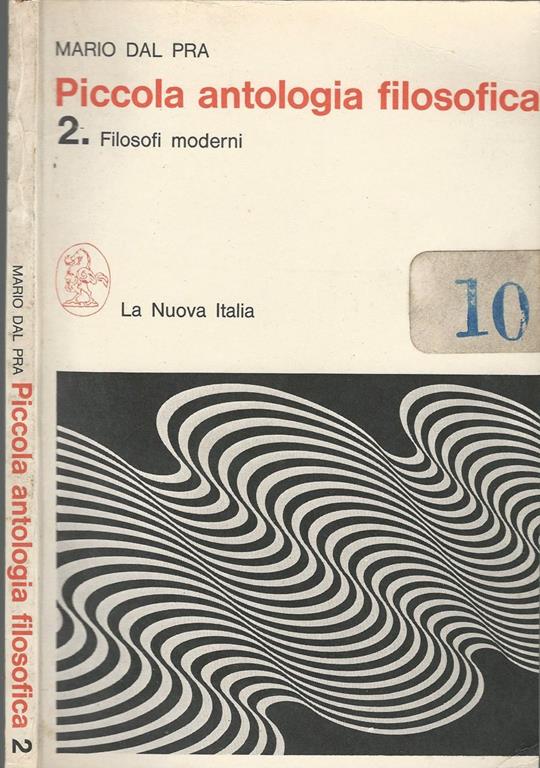 MARIO DAL PRA
Piccola antologia filosofica
2. Filosofi moderni
La Nuova Italia
10
MARIO DAL PRA Piccola antologia filosofica 2